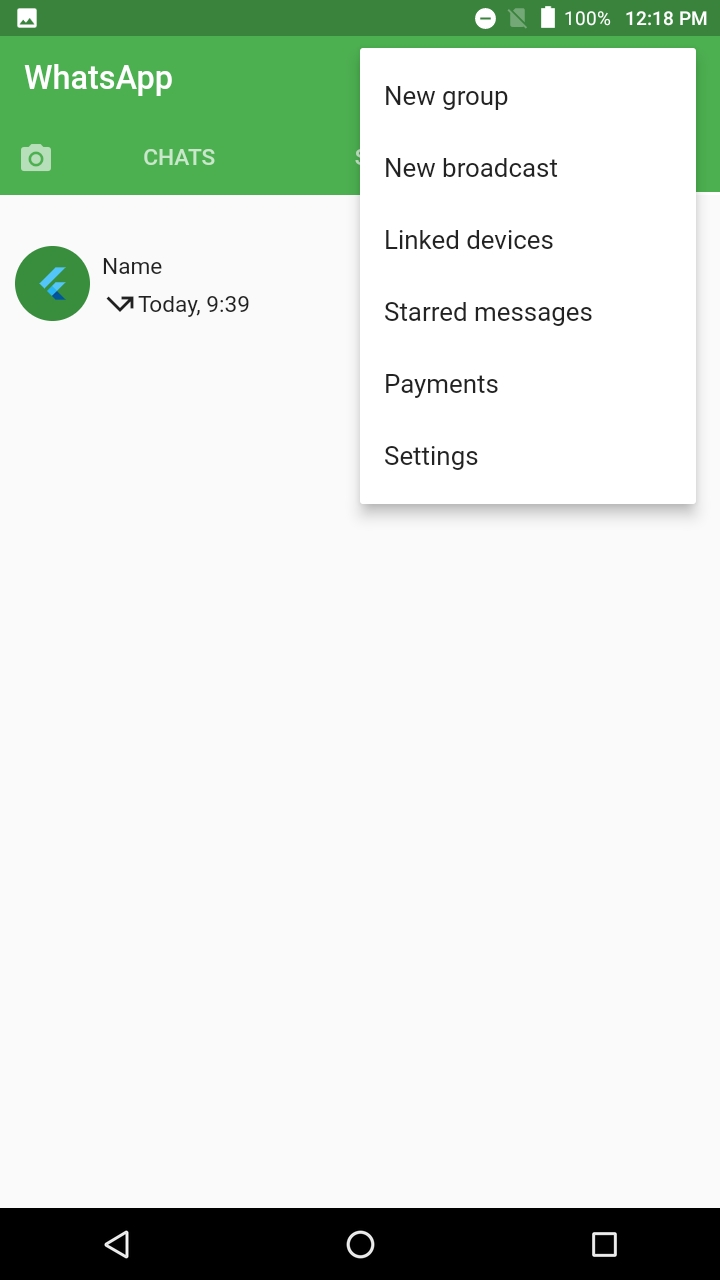 100% 12:18 PM
WhatsApp
CHATS
New group
New broadcast
Linked devices
Starred messages
Payments
Settings
Name
Today, 9:39